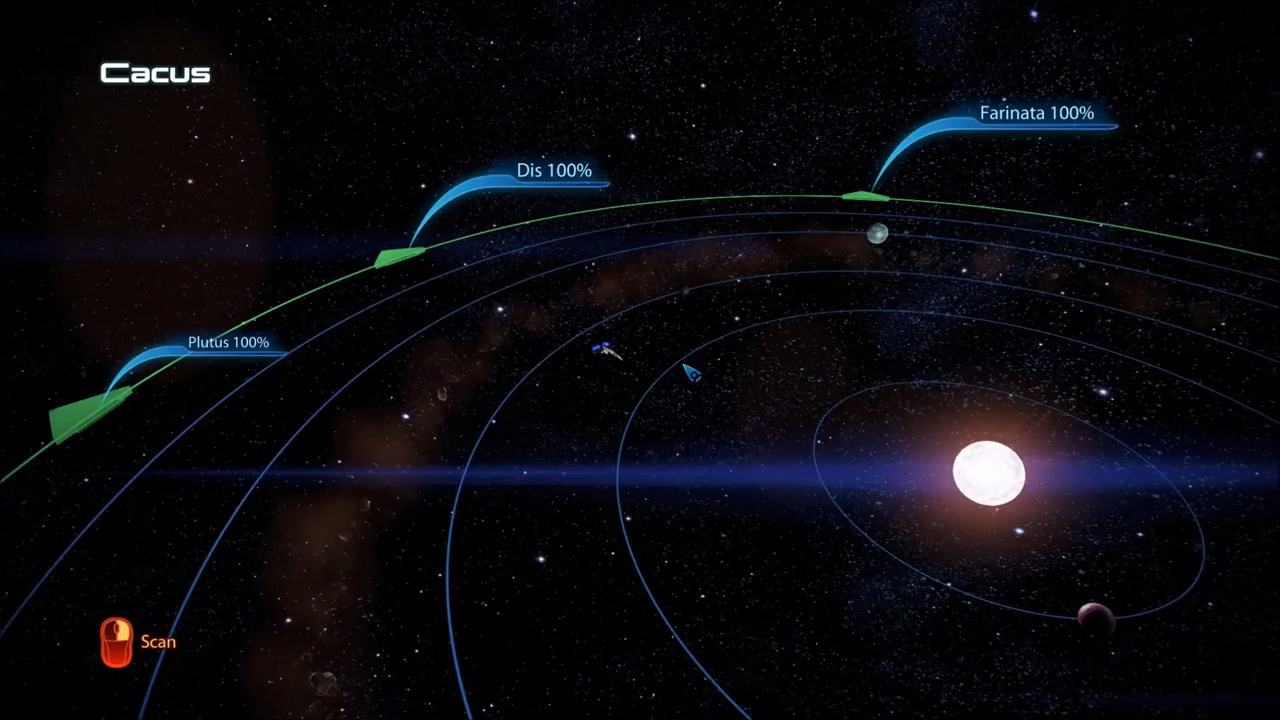 Cacus
Farinata 100%
Dis 100%
Plutus 100%
Scan